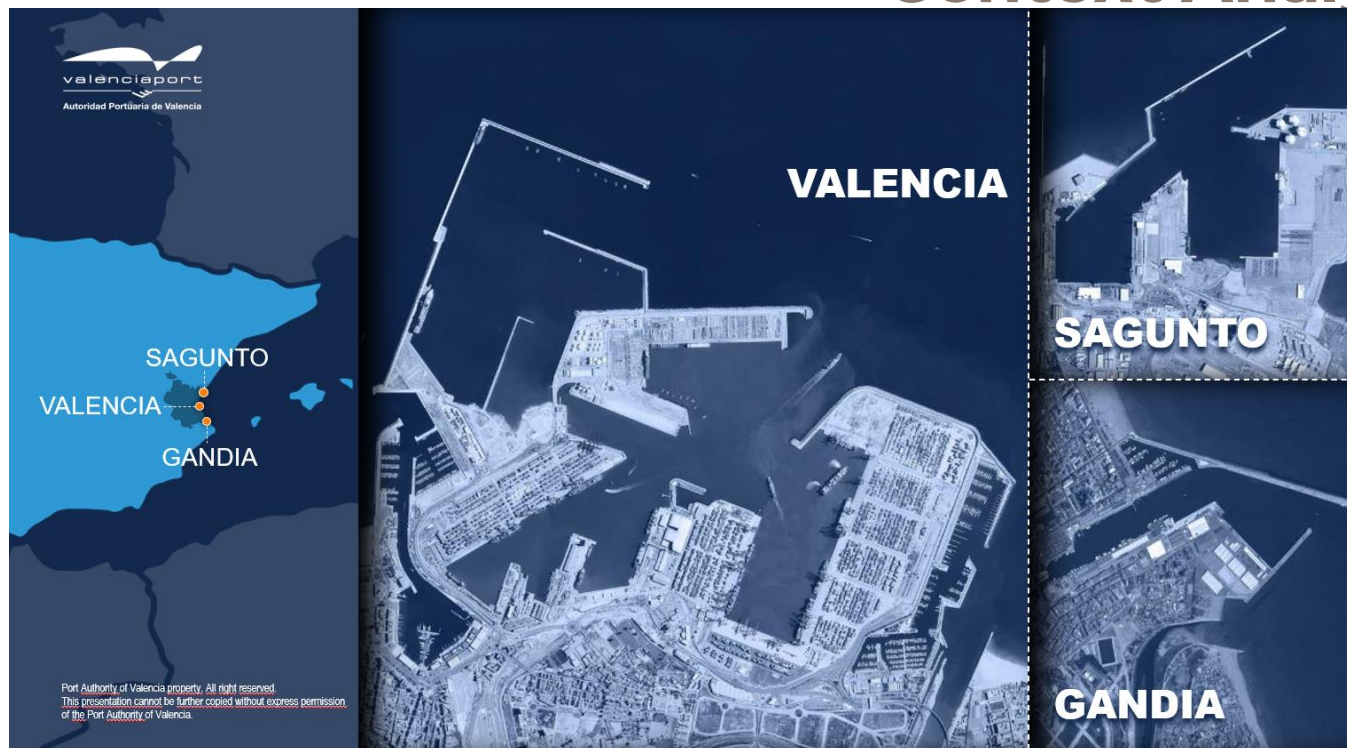 valenciaport
Autoridad Portuaria de Valencia
SAGUNTO
VALENCIA
GANDIA
Port Authority of Valencia property. All right reserved.
This presentation cannot be further copied without express permission
of the Port Authority of Valencia.
VALENCIA
SAGUNTO
GANDIA